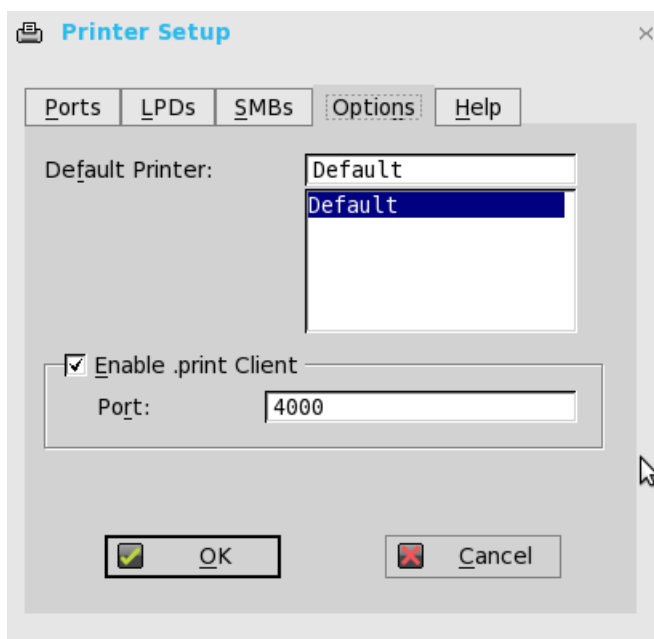 Printer Setup
Ports LPDs SMBs Options Help
Default Printer: Default
Default
Enable .print Client
Port: 4000
OK Cancel